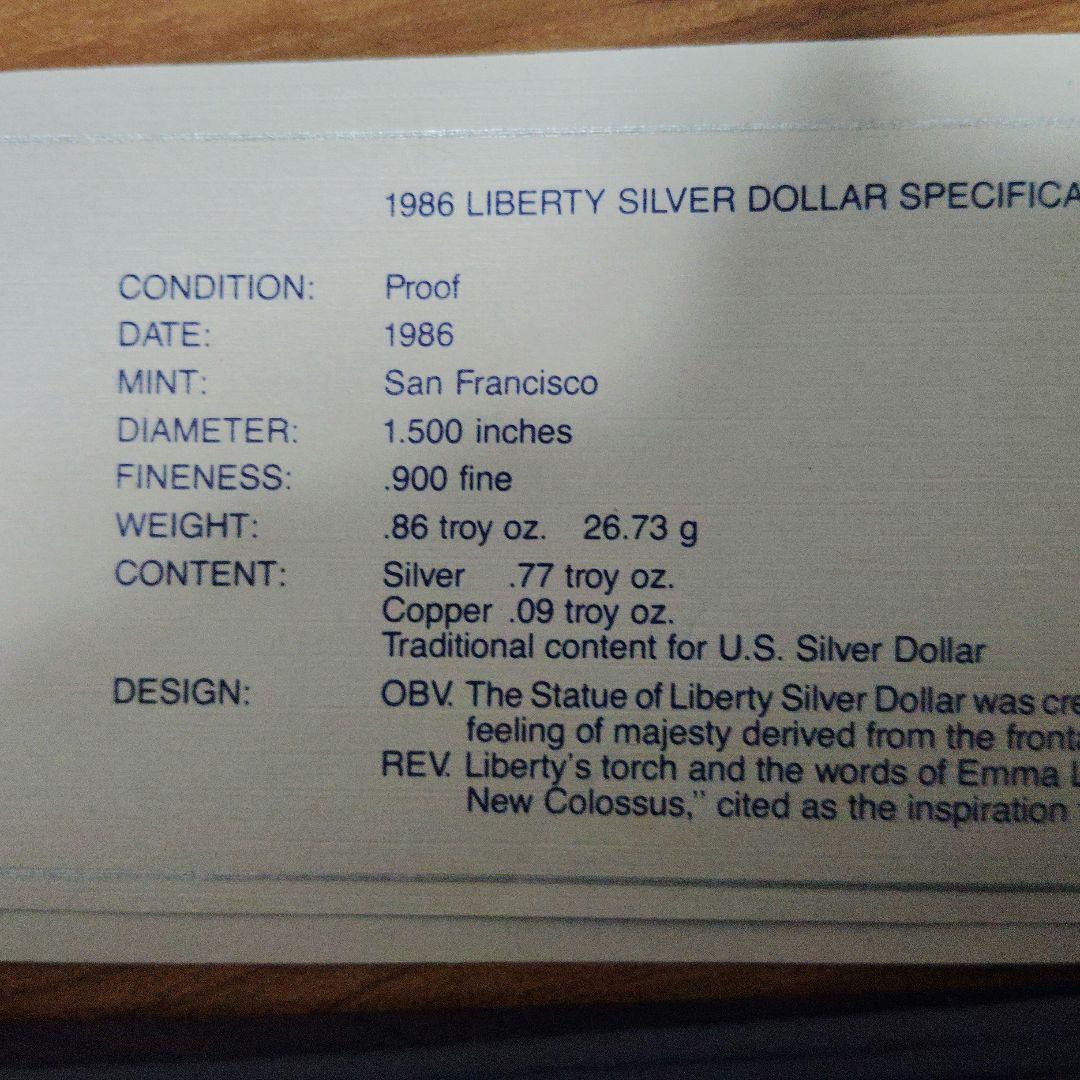 1986 LIBERTY SILVER DOLLAR SPECIFICA
CONDITION: Proof
DATE: 1986
MINT: San Francisco
DIAMETER: 1.500 inches
FINENESS: .900 fine
WEIGHT: .86 troy oz. 26.73 g
CONTENT: Silver .77 troy oz.
Copper .09 troy oz.
Traditional content for U.S. Silver Dollar
DESIGN: OBV. The Statue of Liberty Silver Dollar was cre
feeling of majesty derived from the fronta
REV. Liberty's torch and the words of Emma L
New Colossus," cited as the inspiration